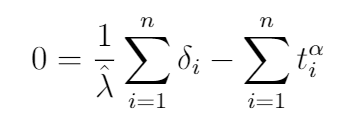 0 = \frac{1}{\hat{\lambda}} \sum_{i=1}^{n} \delta_i - \sum_{i=1}^{n} t_i^{\alpha}